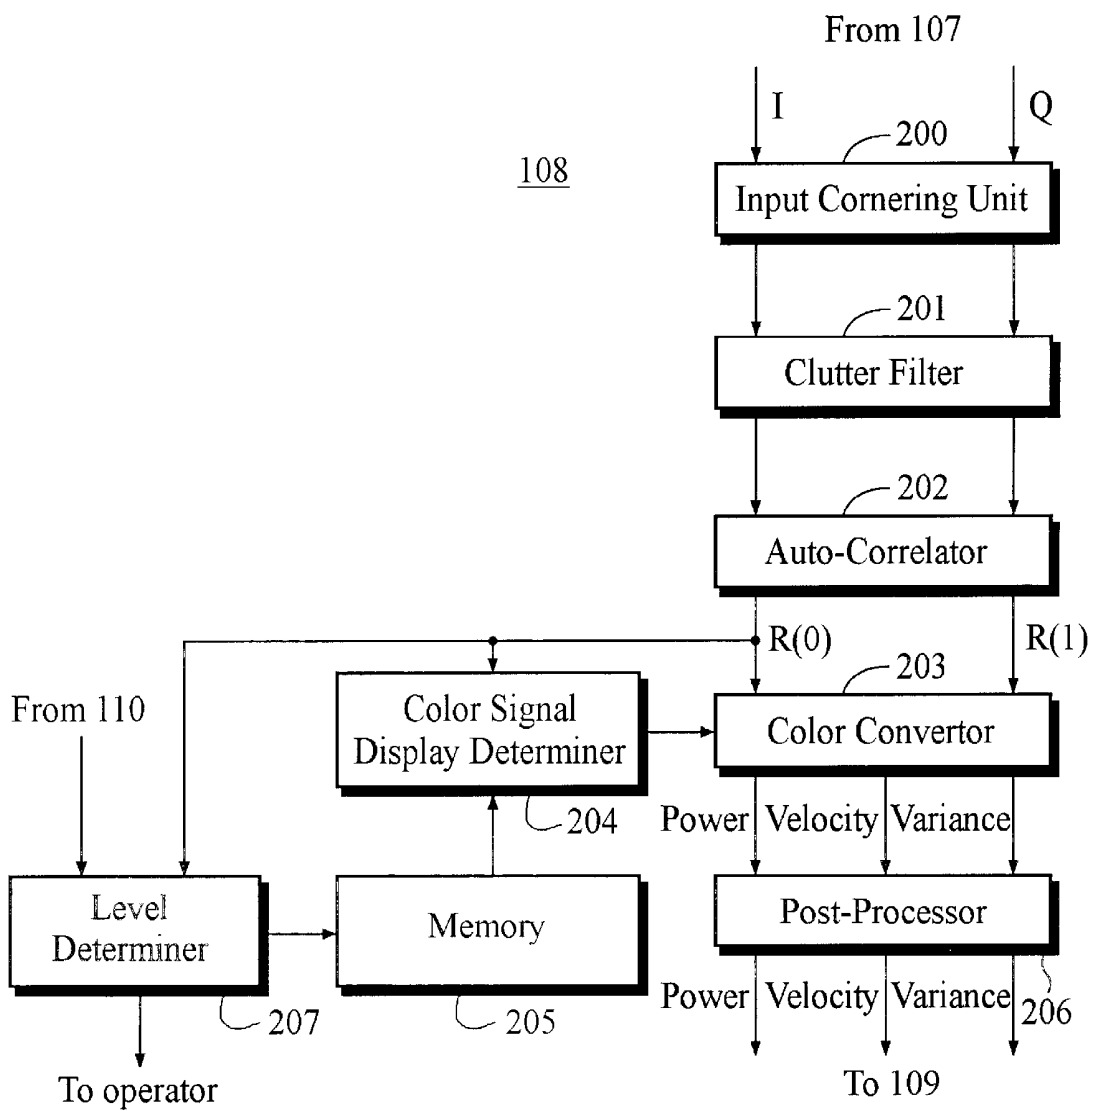 From 107
I
Q
200
108
Input Cornering Unit
201
Clutter Filter
202
Auto-Correlator
R(0)
R(1)
203
From 110
Color Signal
Display Determiner
Color Convertor
204
Power
Velocity
Variance
Level
Determiner
Memory
Post-Processor
207
205
Power
Velocity
Variance
206
To operator
To 109